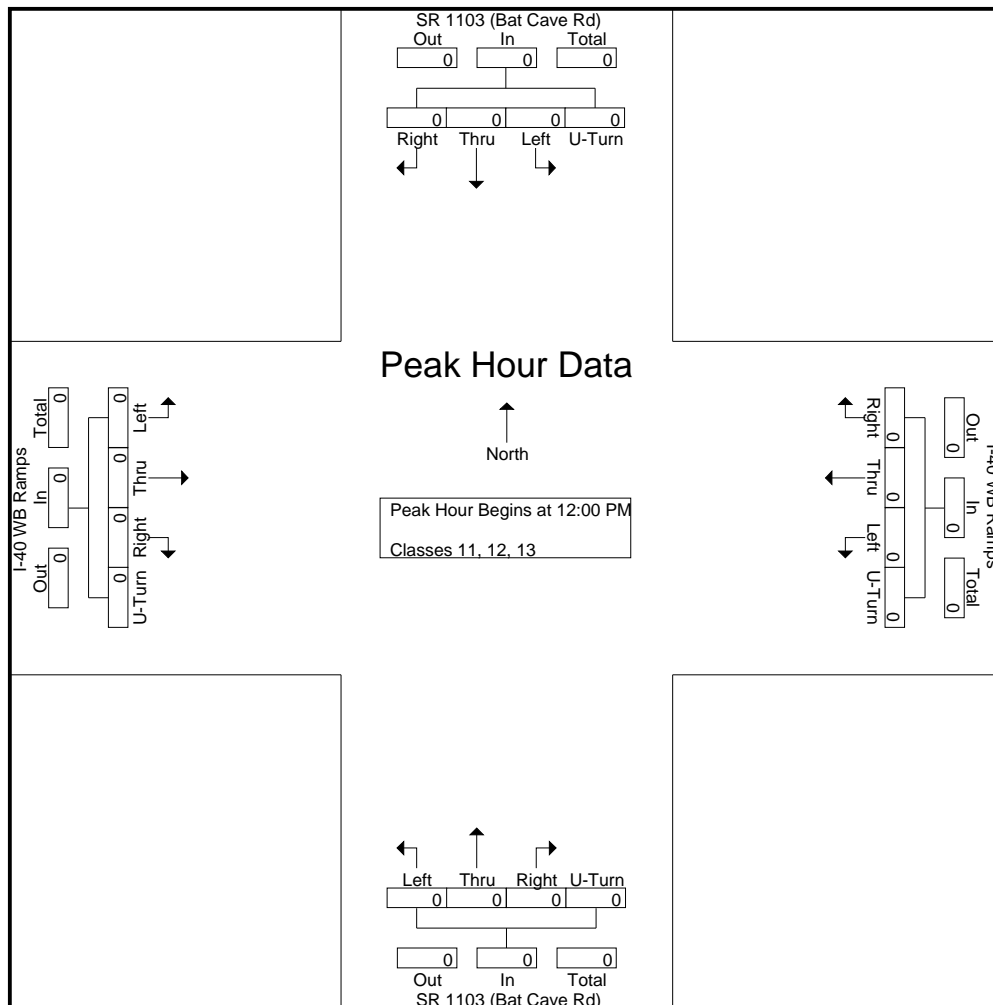 SR 1103 (Bat Cave Rd)
Out In Total
0 0 0
0 0 0 0
Right Thru Left U-Turn
Peak Hour Data
North
Peak Hour Begins at 12:00 PM
Classes 11, 12, 13
I-40 WB Ramps
Out In Total
0 0 0
0 0 0 0
U-Turn Right Thru Left
I-40 WB Ramps
Out In Total
0 0 0
0 0 0 0
Right Thru Left U-Turn
Left Thru Right U-Turn
0 0 0 0
0 0 0
Out In Total
SR 1103 (Bat Cave Rd)